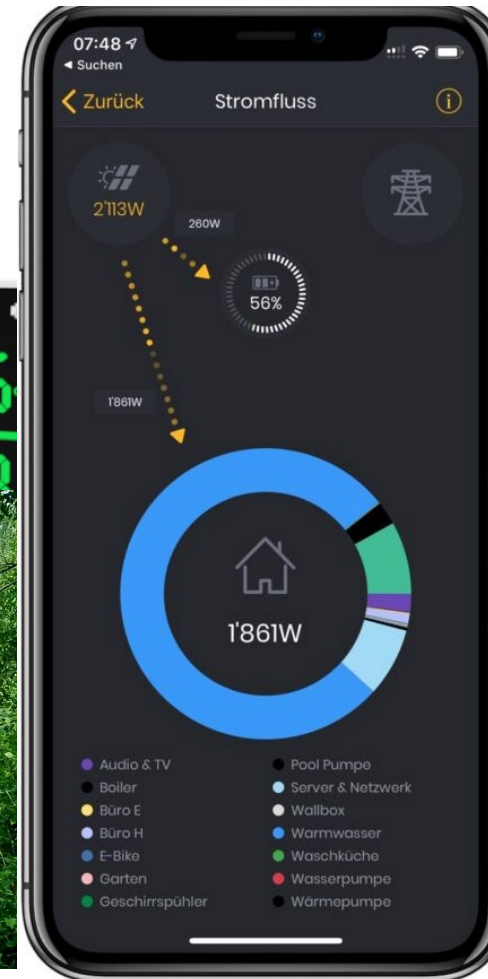 07:48
◀ Suchen
Zurück
Stromfluss
2'113W
260W
56%
1'861W
1'861W
Audio & TV
Boiler
Büro E
Büro H
E-Bike
Garten
Geschirrspühler
Pool Pumpe
Server & Netzwerk
Wallbox
Warmwasser
Waschküche
Wasserpumpe
Wärmepumpe